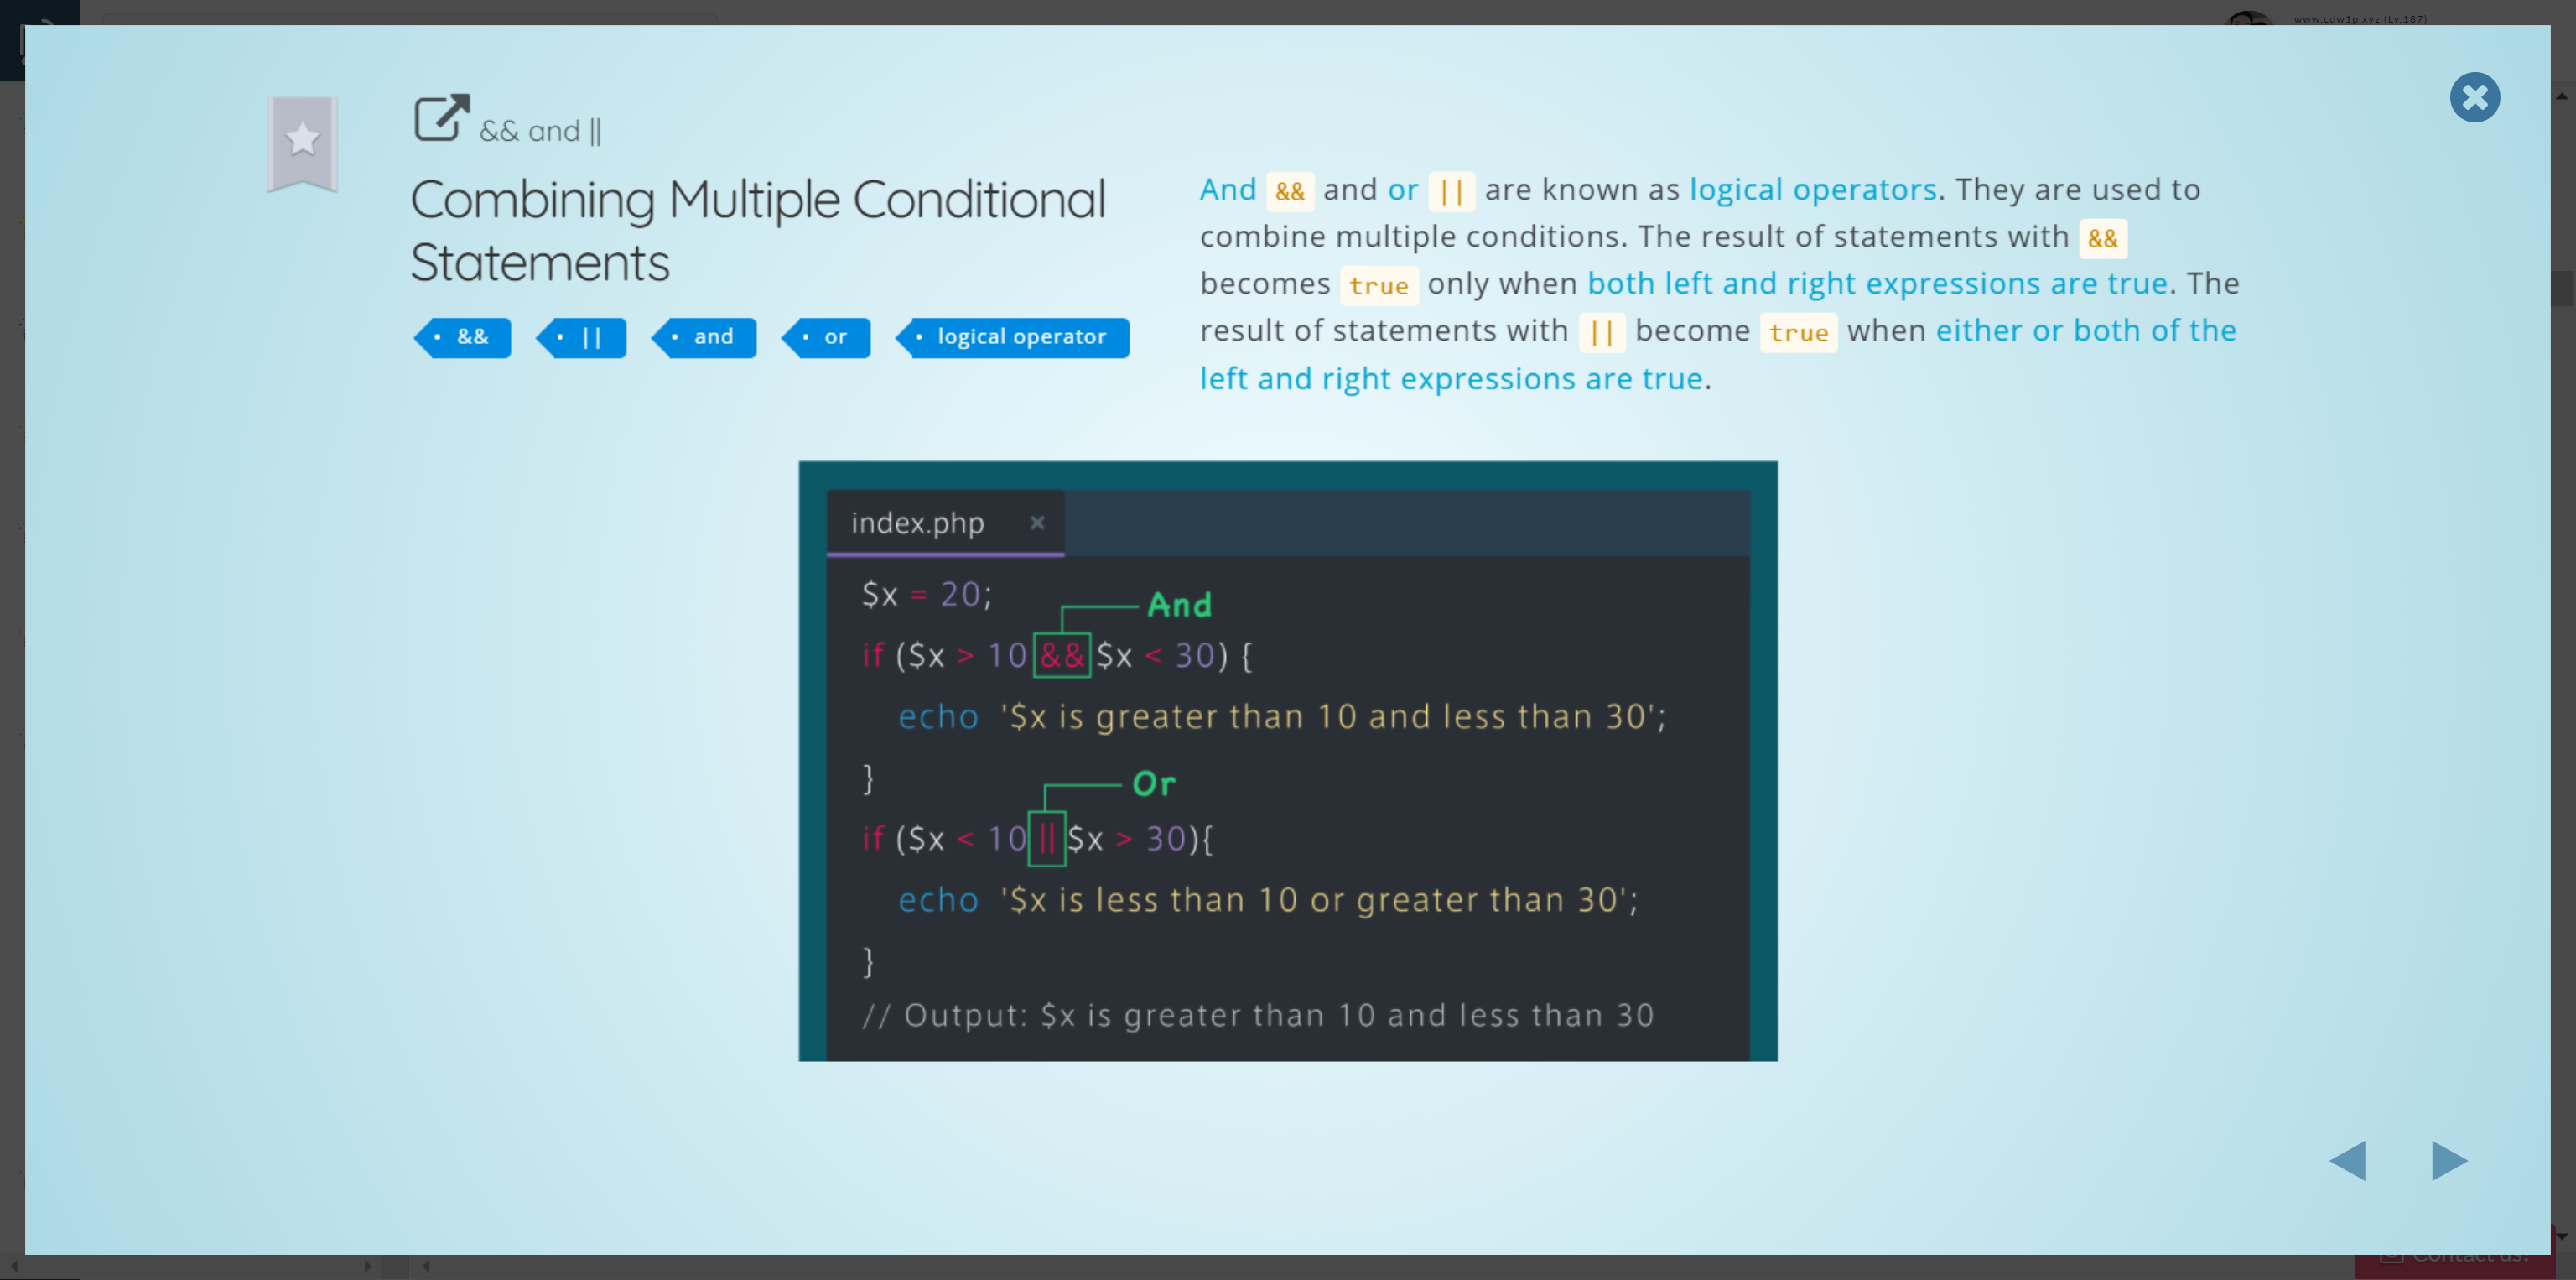 www.cdw1p.xyz (Lv.187)
&& and ||
Combining Multiple Conditional
Statements
&& || and or logical operator
And && and or || are known as logical operators. They are used to
combine multiple conditions. The result of statements with &&
becomes true only when both left and right expressions are true. The
result of statements with || become true when either or both of the
left and right expressions are true.
index.php ×
$x = 20;
And
if ($x > 10 && $x < 30) {
echo '$x is greater than 10 and less than 30';
}
Or
if ($x < 10 || $x > 30){
echo '$x is less than 10 or greater than 30';
}
// Output: $x is greater than 10 and less than 30
Contact us!